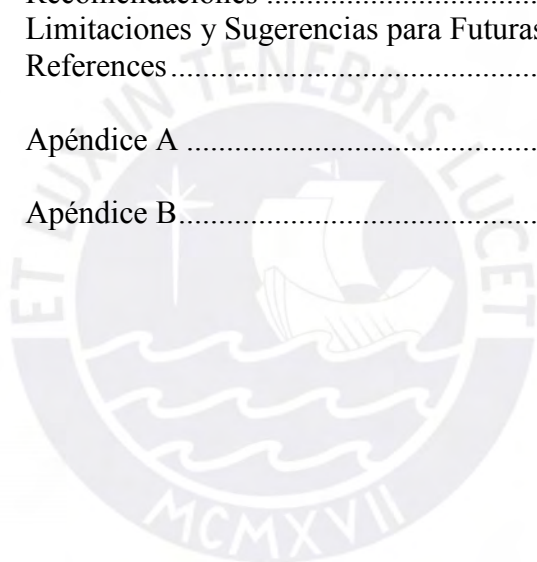 Recomendaciones ................................
Limitaciones y Sugerencias para Futuras
References................................................
Apéndice A ..............................................
Apéndice B...............................................
ET LUX IN TENEBRIS LUCET
MCMXVII